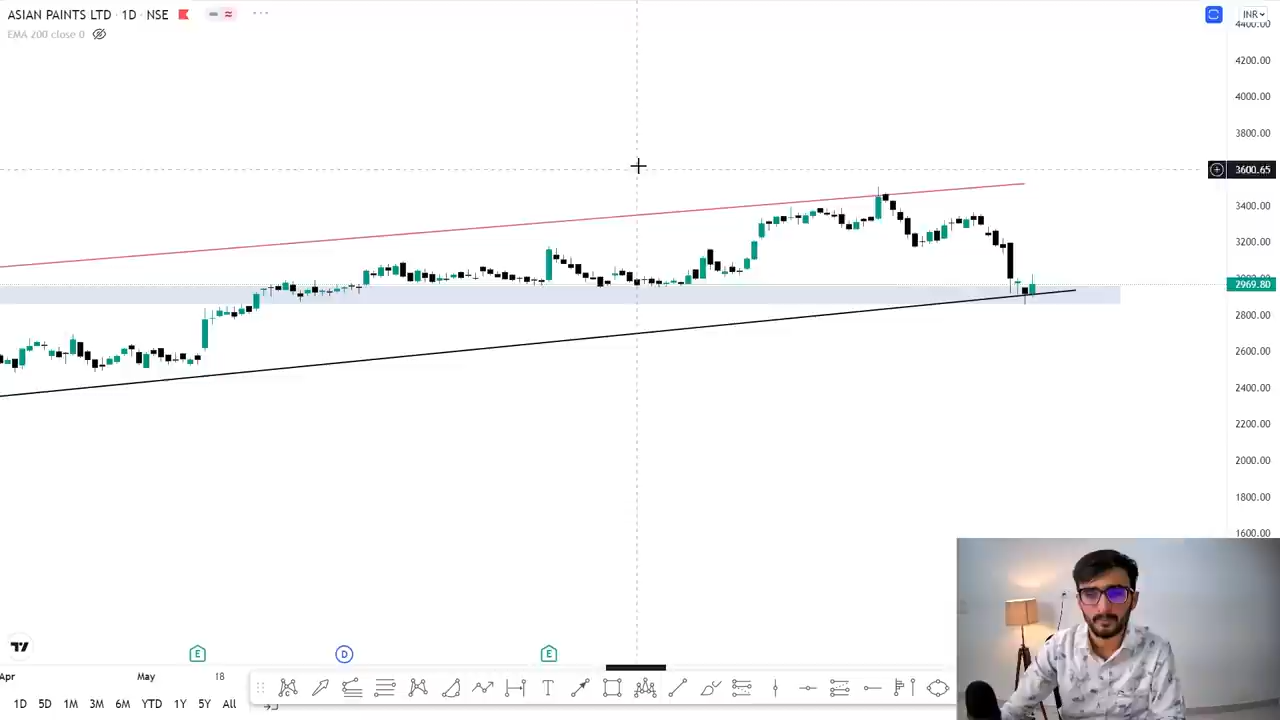 ASIAN PAINTS LTD · 1D · NSE
INR
EMA 200 close 0
4400.00
4200.00
4000.00
3800.00
3600.65
3400.00
3200.00
2969.80
2800.00
2600.00
2400.00
2200.00
2000.00
1800.00
1600.00
E
D
E
Apr
May
18
T
1D
5D
1M
3M
6M
YTD
1Y
5Y
All